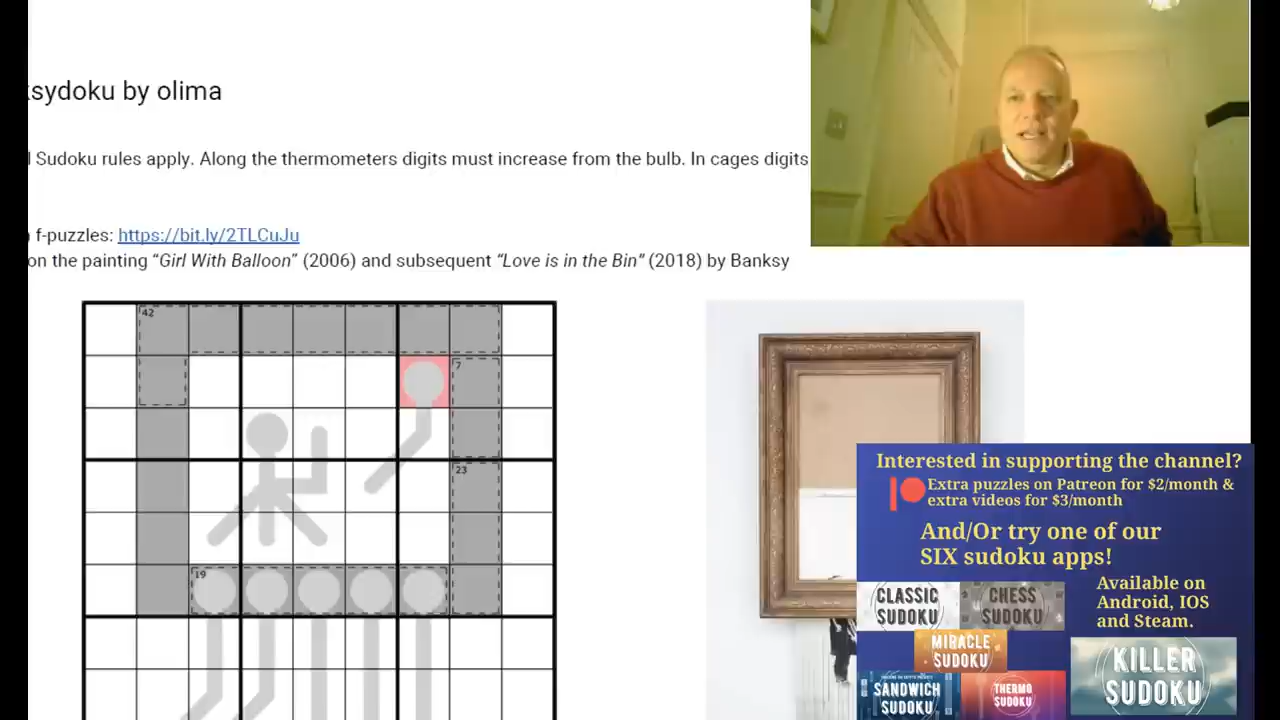 ksydoku by olima
l Sudoku rules apply. Along the thermometers digits must increase from the bulb. In cages digits
f-puzzles: https://bit.ly/2TLCuJu
on the painting “Girl With Balloon” (2006) and subsequent “Love is in the Bin” (2018) by Banksy
42
7
23
19
Interested in supporting the channel?
Extra puzzles on Patreon for $2/month &
extra videos for $3/month
And/Or try one of our
SIX sudoku apps!
Available on
Android, IOS
and Steam.
CLASSIC
SUDOKU
CHESS
SUDOKU
MIRACLE
SUDOKU
KILLER
SUDOKU
SANDWICH
SUDOKU
THERMO
SUDOKU